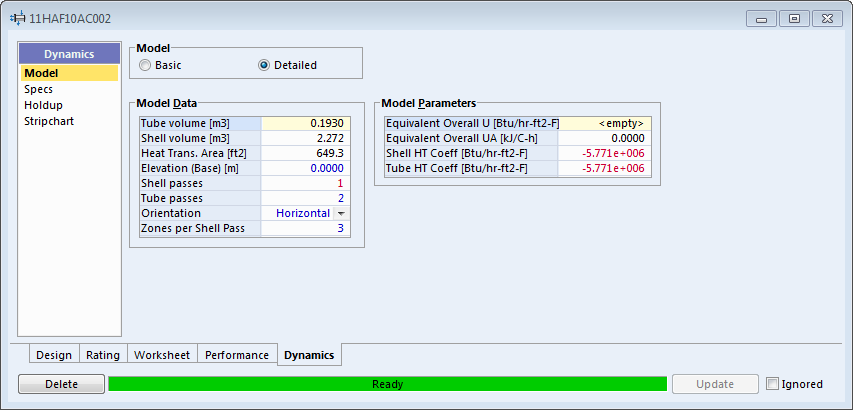 11HAF10AC002
Dynamics
Model
Specs
Holdup
Stripchart
Model
Basic
Detailed
Model Data
Tube volume [m3] 0.1930
Shell volume [m3] 2.272
Heat Trans. Area [ft2] 649.3
Elevation (Base) [m] 0.0000
Shell passes 1
Tube passes 2
Orientation Horizontal
Zones per Shell Pass 3
Model Parameters
Equivalent Overall U [Btu/hr-ft2-F] <empty>
Equivalent Overall UA [kJ/C-h] 0.0000
Shell HT Coeff [Btu/hr-ft2-F] -5.771e+006
Tube HT Coeff [Btu/hr-ft2-F] -5.771e+006
Design Rating Worksheet Performance Dynamics
Delete Ready Update Ignored